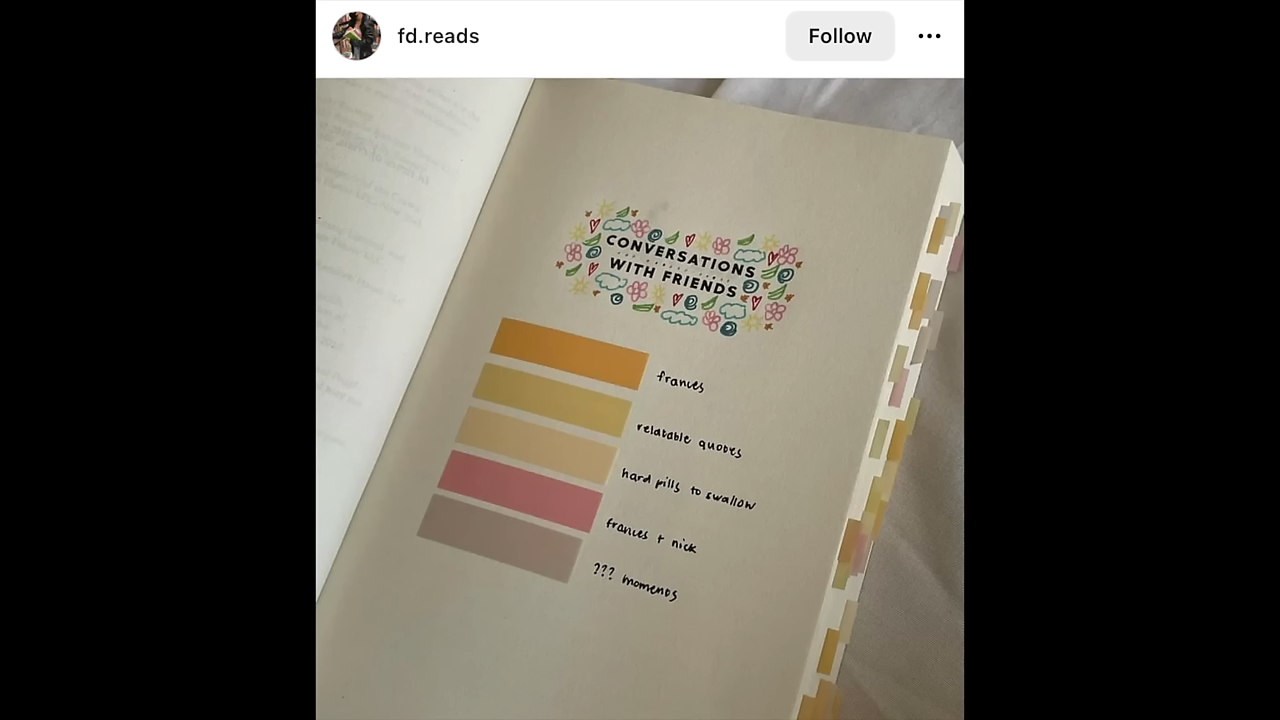 fd.reads
Follow
CONVERSATIONS
WITH FRIENDS
frances
relatable quotes
hard pills to swallow
frances + nick
??? moments